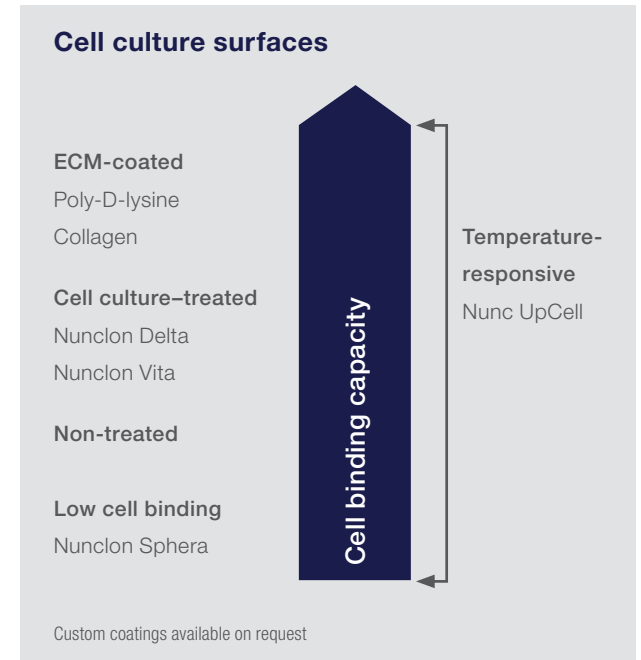 Cell culture surfaces
ECM-coated
Poly-D-lysine
Collagen
Cell culture–treated
Nunclon Delta
Nunclon Vita
Non-treated
Low cell binding
Nunclon Sphera
Cell binding capacity
Temperature-
responsive
Nunc UpCell
Custom coatings available on request